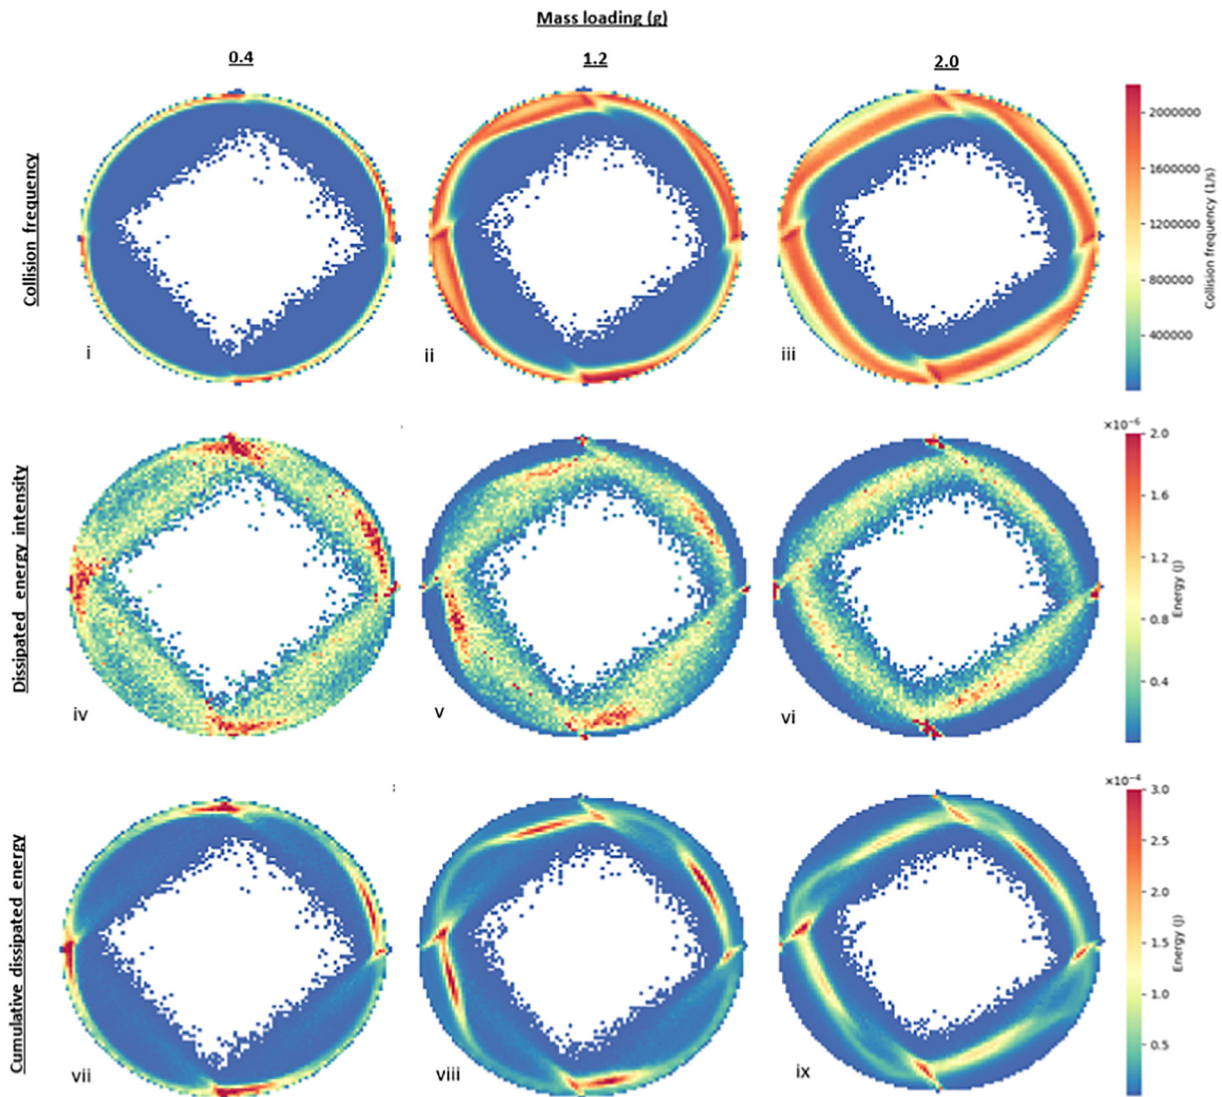 Mass loading (g)
0.4
1.2
2.0
Collision frequency
i
ii
iii
2000000
1600000
1200000
800000
400000
Collision frequency (1/s)
Dissipated energy intensity
iv
v
vi
×10⁻⁶
2.0
1.6
1.2
0.8
0.4
Energy (J)
Cumulative dissipated energy
vii
viii
ix
×10⁻⁴
3.0
2.5
2.0
1.5
1.0
0.5
Energy (J)